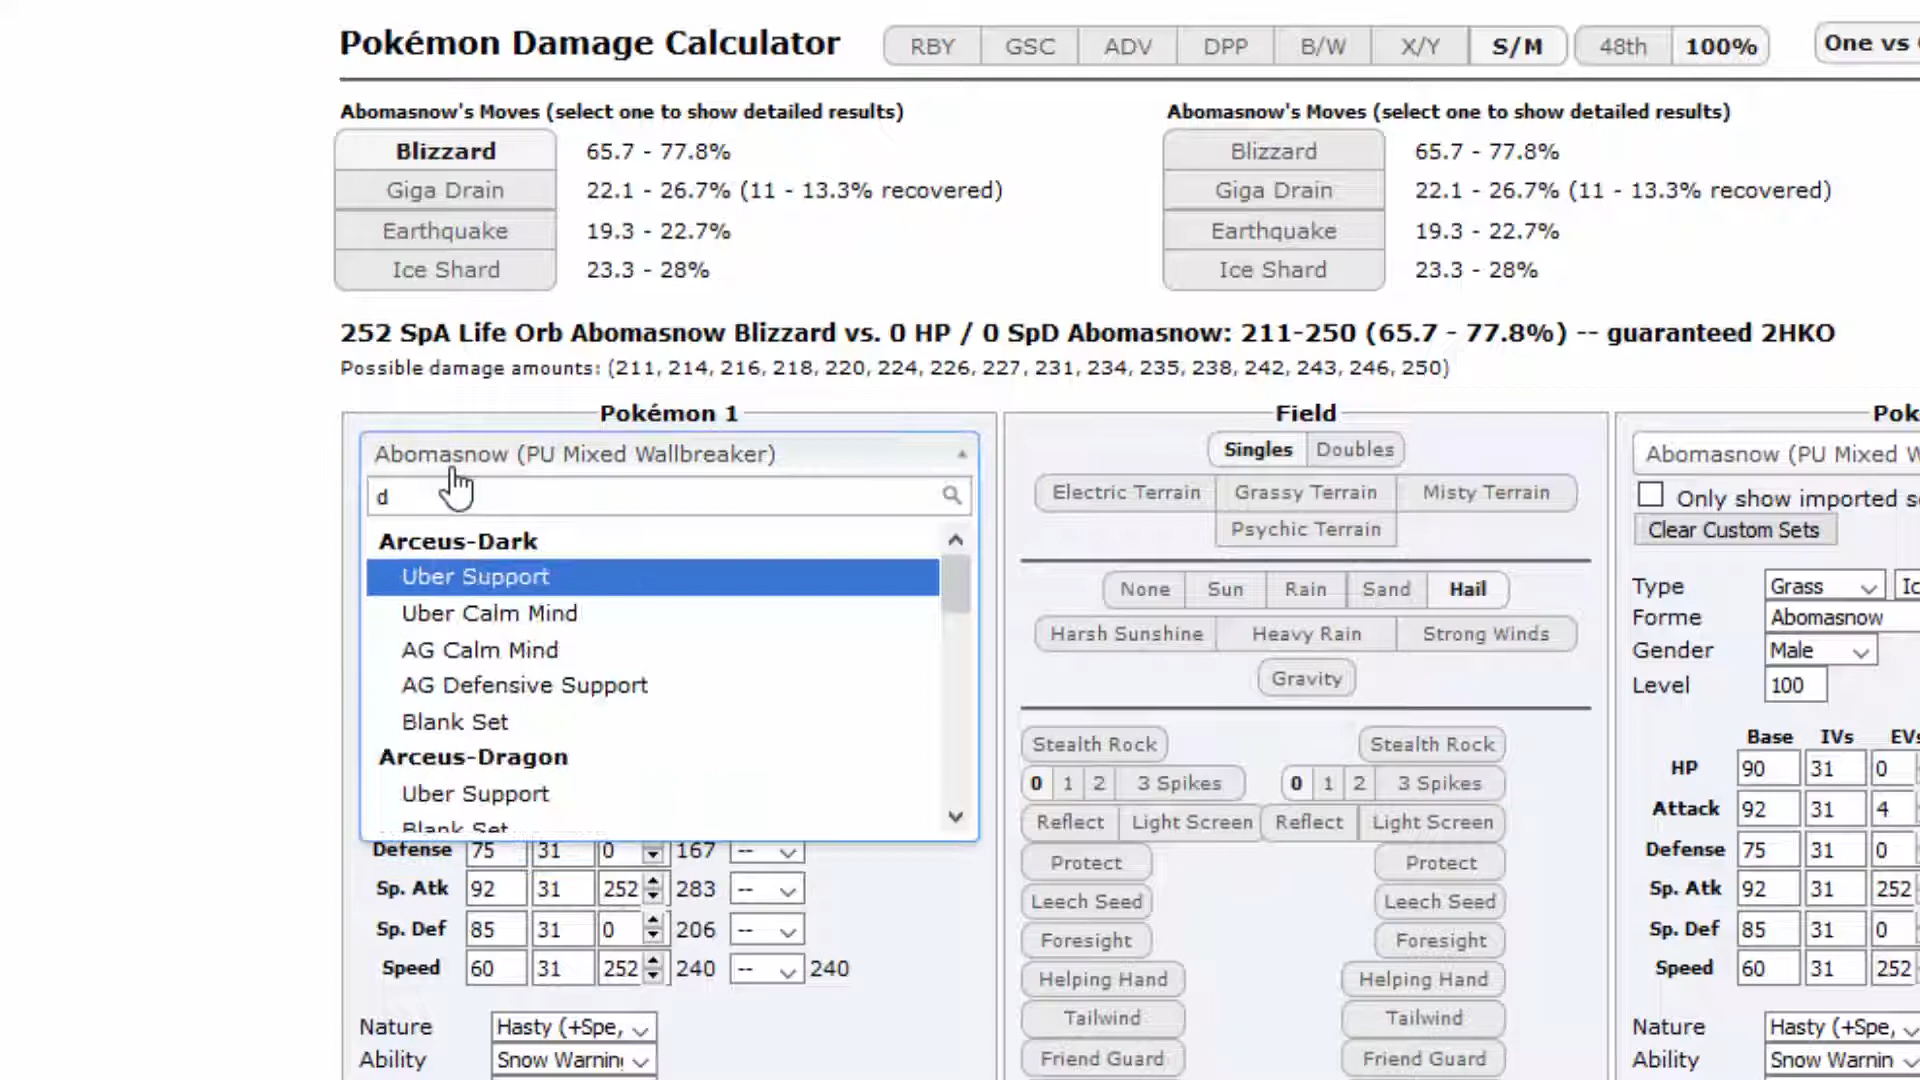 Pokémon Damage Calculator RBY GSC ADV DPP B/W X/Y S/M 48th 100% One vs
Abomasnow's Moves (select one to show detailed results) Abomasnow's Moves (select one to show detailed results)
Blizzard 65.7 - 77.8% Blizzard 65.7 - 77.8%
Giga Drain 22.1 - 26.7% (11 - 13.3% recovered) Giga Drain 22.1 - 26.7% (11 - 13.3% recovered)
Earthquake 19.3 - 22.7% Earthquake 19.3 - 22.7%
Ice Shard 23.3 - 28% Ice Shard 23.3 - 28%
252 SpA Life Orb Abomasnow Blizzard vs. 0 HP / 0 SpD Abomasnow: 211-250 (65.7 - 77.8%) -- guaranteed 2HKO
Possible damage amounts: (211, 214, 216, 218, 220, 224, 226, 227, 231, 234, 235, 238, 242, 243, 246, 250)
Pokémon 1
Abomasnow (PU Mixed Wallbreaker)
d
Arceus-Dark
Uber Support
Uber Calm Mind
AG Calm Mind
AG Defensive Support
Blank Set
Arceus-Dragon
Uber Support
Blank Set
Defense 75 31 0 167 --
Sp. Atk 92 31 252 283 --
Sp. Def 85 31 0 206 --
Speed 60 31 252 240 -- 240
Nature Hasty (+Spe,
Ability Snow Warning
Field
Singles Doubles
Electric Terrain Grassy Terrain Misty Terrain
Psychic Terrain
None Sun Rain Sand Hail
Harsh Sunshine Heavy Rain Strong Winds
Gravity
Stealth Rock Stealth Rock
0 1 2 3 Spikes 0 1 2 3 Spikes
Reflect Light Screen Reflect Light Screen
Protect Protect
Leech Seed Leech Seed
Foresight Foresight
Helping Hand Helping Hand
Tailwind Tailwind
Friend Guard Friend Guard
Pok
Abomasnow (PU Mixed W
Only show imported s
Clear Custom Sets
Type Grass Ic
Forme Abomasnow
Gender Male
Level 100
Base IVs EVs
HP 90 31 0
Attack 92 31 4
Defense 75 31 0
Sp. Atk 92 31 252
Sp. Def 85 31 0
Speed 60 31 252
Nature Hasty (+Spe,
Ability Snow Warnin